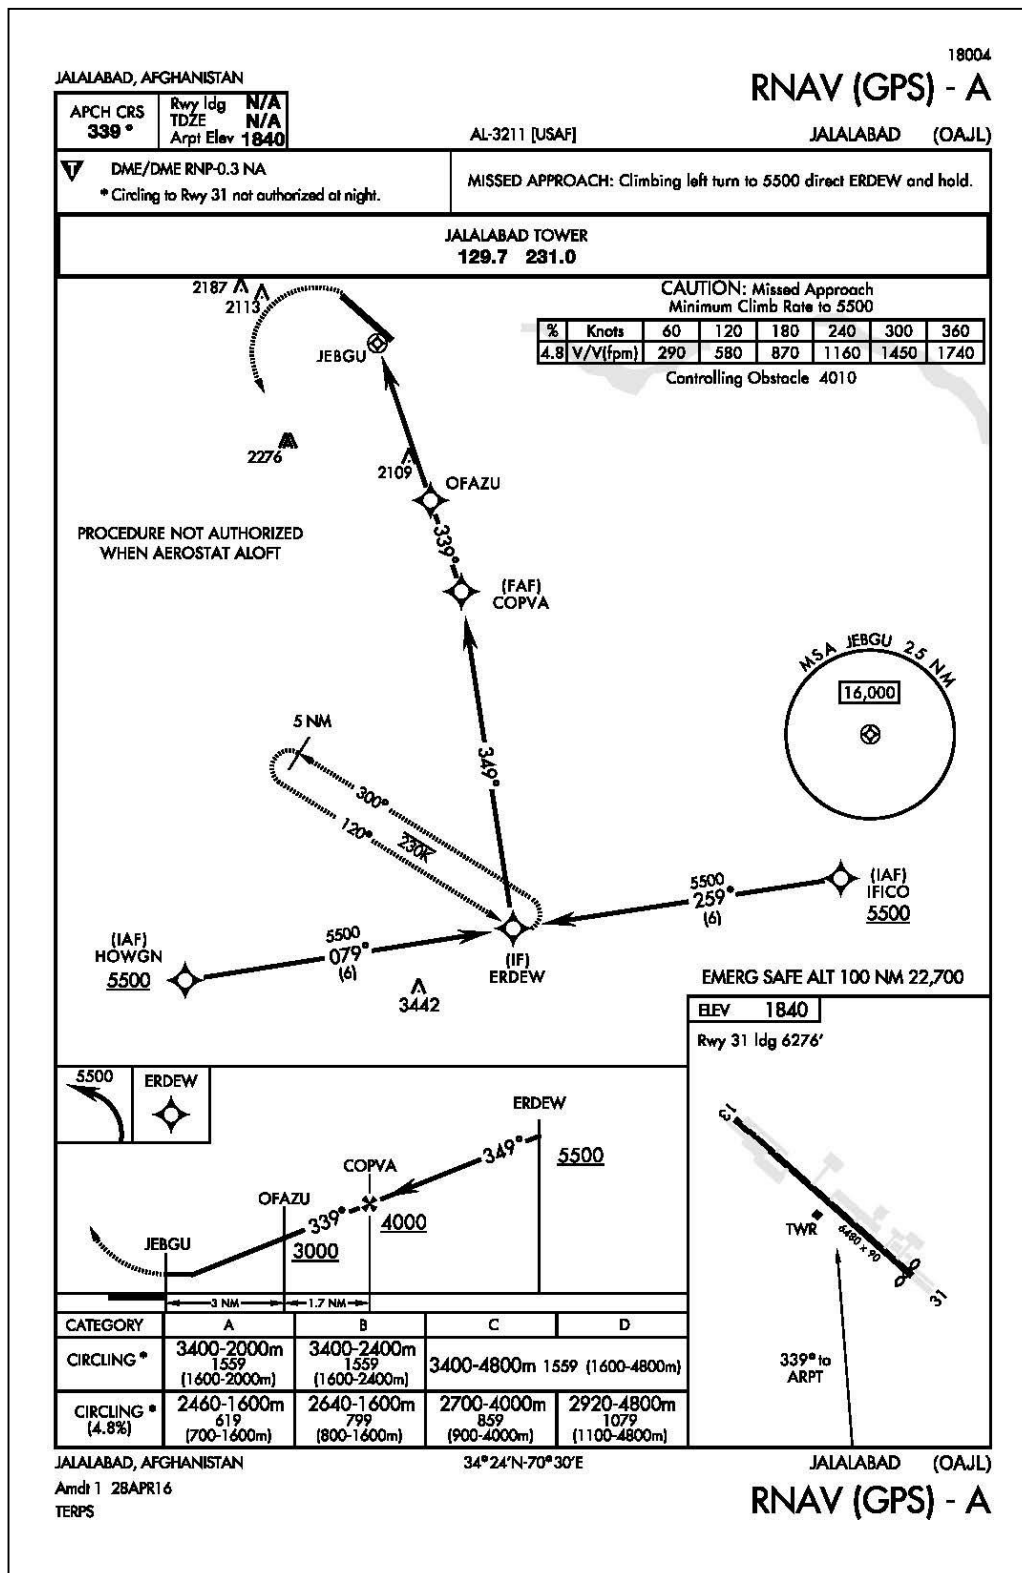 18004
JALALABAD, AFGHANISTAN
RNAV (GPS) - A
APCH CRS
339°
Rwy ldg N/A
TDZE N/A
Arpt Elev 1840
AL-3211 [USAF]
JALALABAD (OAJL)
T
DME/DME RNP-0.3 NA
* Circling to Rwy 31 not authorized at night.
MISSED APPROACH: Climbing left turn to 5500 direct ERDEW and hold.
JALALABAD TOWER
129.7 231.0
CAUTION: Missed Approach
Minimum Climb Rate to 5500
% Knots 60 120 180 240 300 360
4.8 V/V(fpm) 290 580 870 1160 1450 1740
Controlling Obstacle 4010
2187
2113
JEBGU
2276
2109
OFAZU
PROCEDURE NOT AUTHORIZED
WHEN AEROSTAT ALOFT
339°
(FAF)
COPVA
MSA JEBGU 25 NM
16,000
5 NM
349°
300°
120°
230K
(IAF)
IFICO
5500
5500
259°
(6)
(IAF)
HOWGN
5500
5500
079°
(6)
(IF)
ERDEW
3442
EMERG SAFE ALT 100 NM 22,700
ELEV 1840
Rwy 31 ldg 6276'
13
TWR
6480 x 90
31
339° to
ARPT
5500
ERDEW
ERDEW
349°
5500
COPVA
OFAZU
339°
4000
3000
JEBGU
3 NM
1.7 NM
CATEGORY A B C D
CIRCLING *
3400-2000m
1559
(1600-2000m)
3400-2400m
1559
(1600-2400m)
3400-4800m 1559 (1600-4800m)
CIRCLING *
(4.8%)
2460-1600m
619
(700-1600m)
2640-1600m
799
(800-1600m)
2700-4000m
859
(900-4000m)
2920-4800m
1079
(1100-4800m)
JALALABAD, AFGHANISTAN
34°24'N-70°30'E
JALALABAD (OAJL)
Amdt 1 28APR16
RNAV (GPS) - A
TERPS